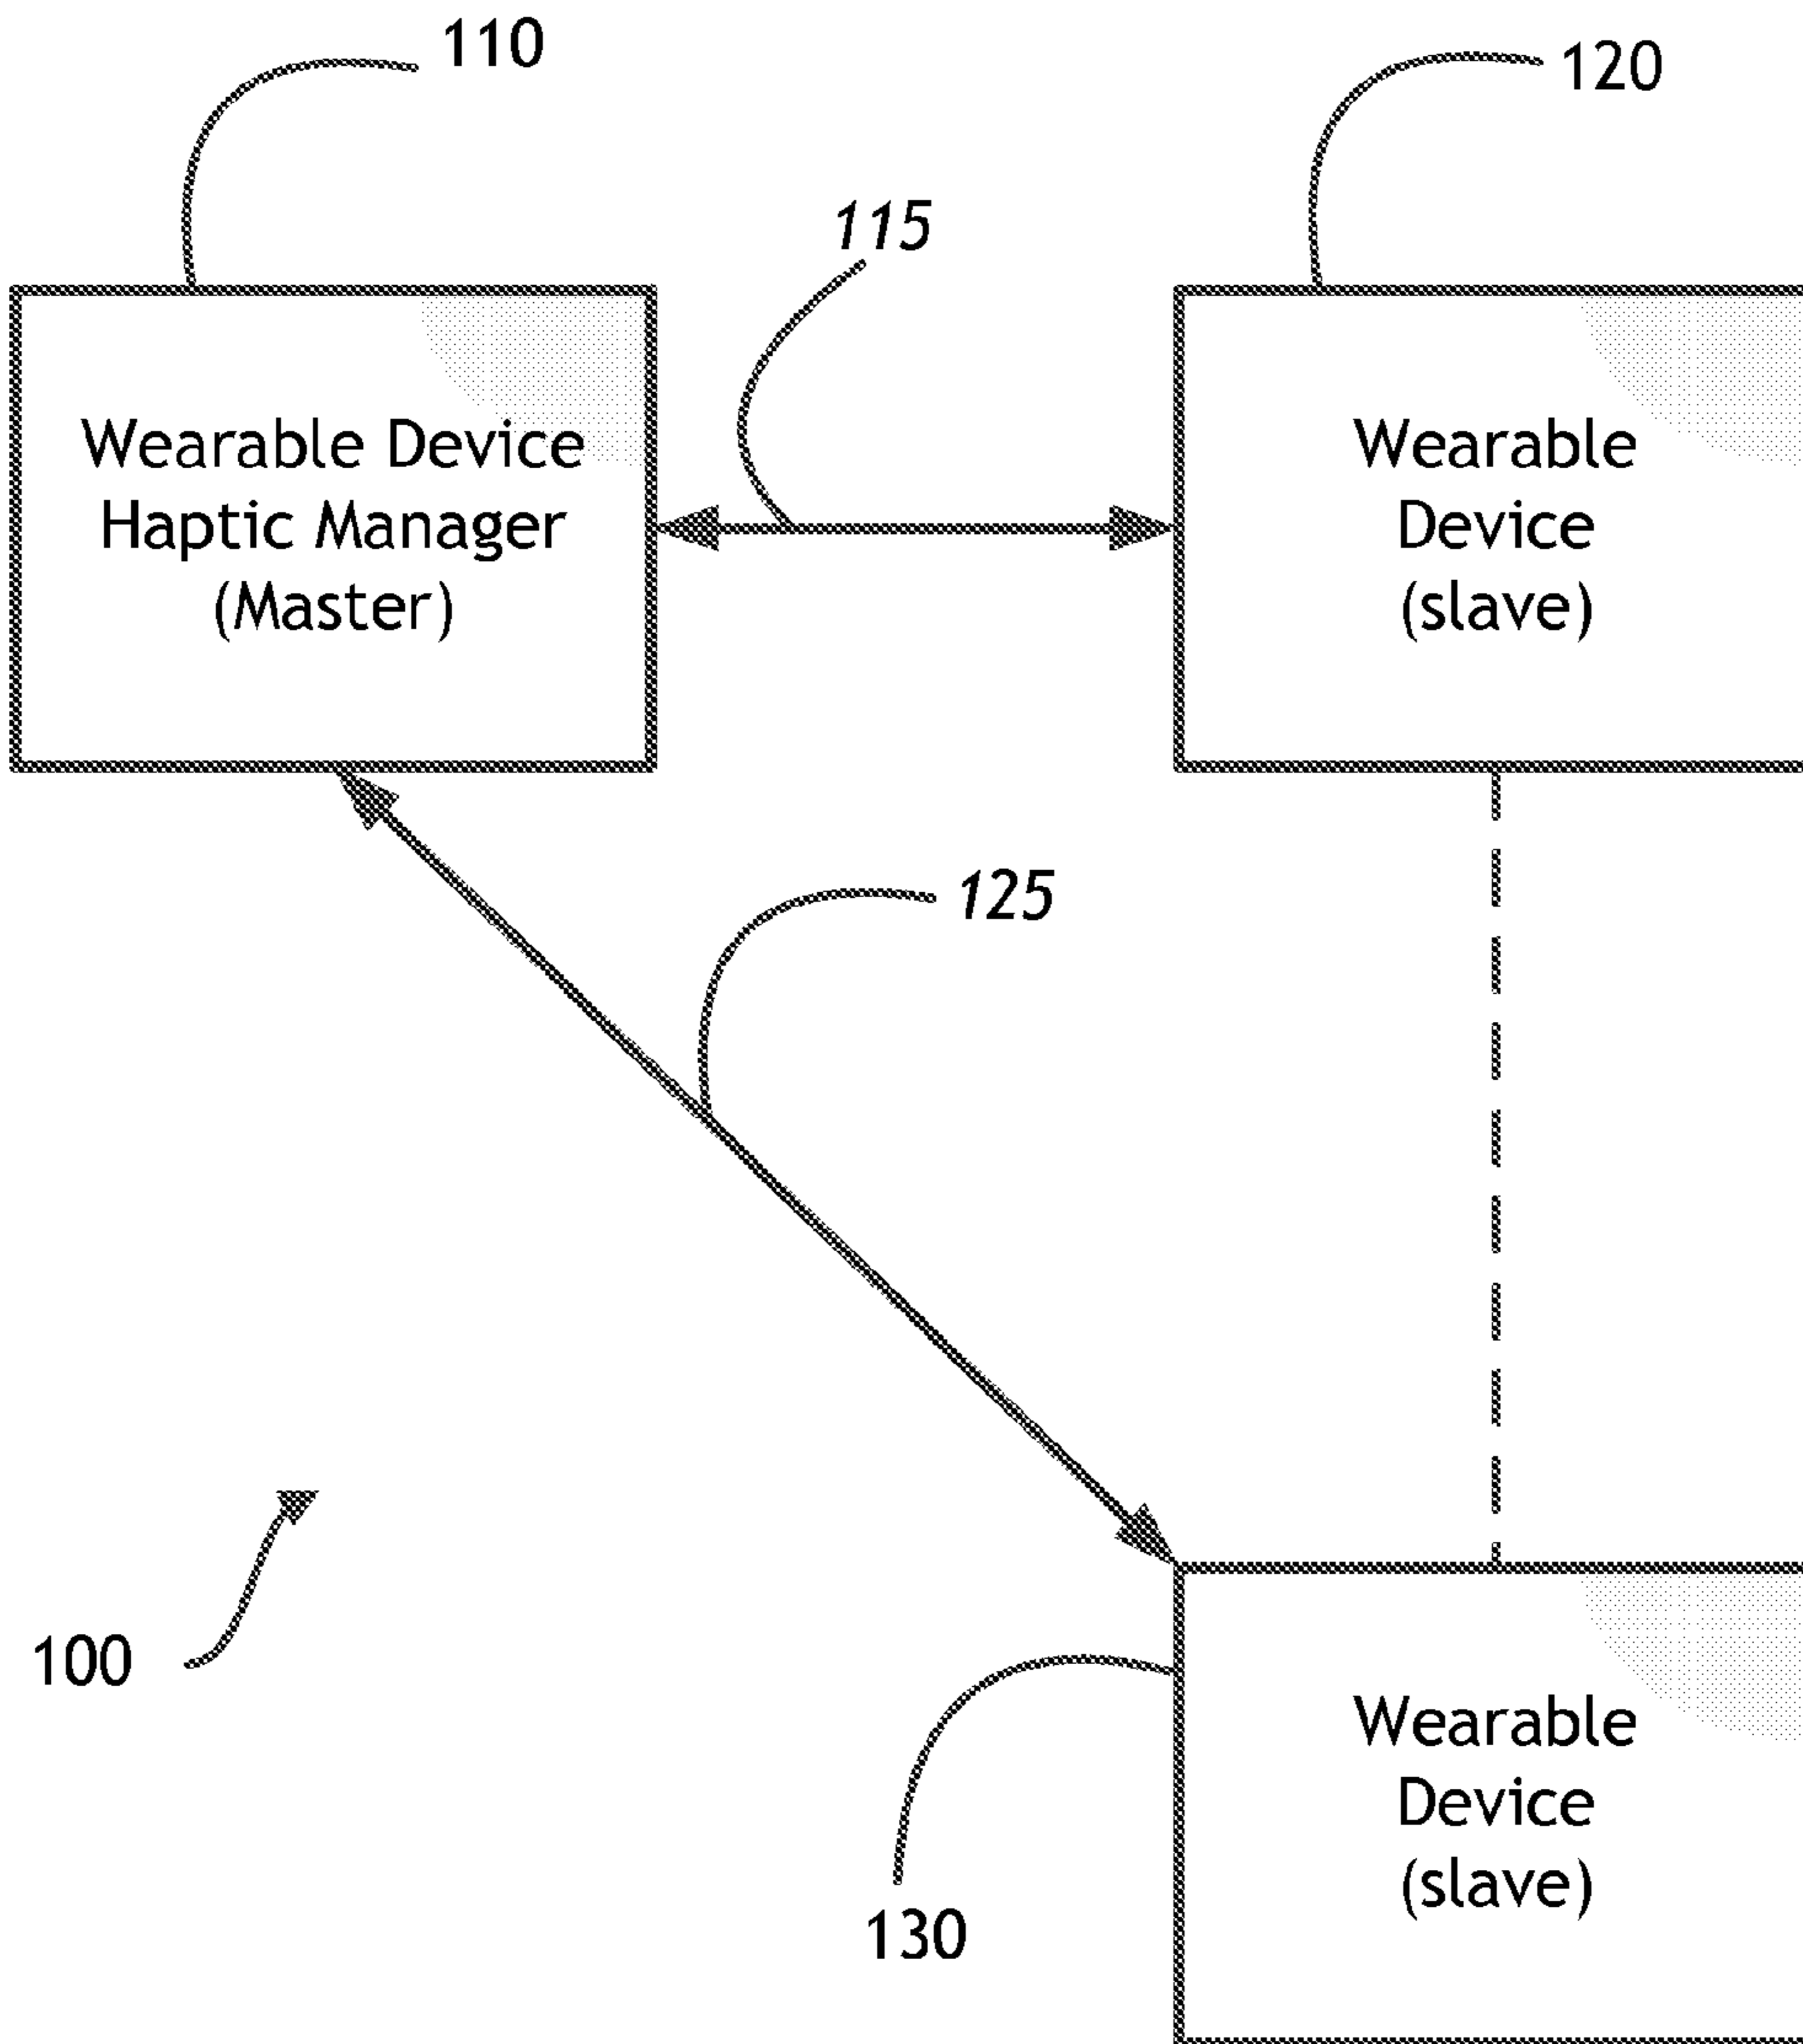 110
120
115
Wearable Device
Haptic Manager
(Master)
Wearable
Device
(slave)
125
100
Wearable
Device
(slave)
130